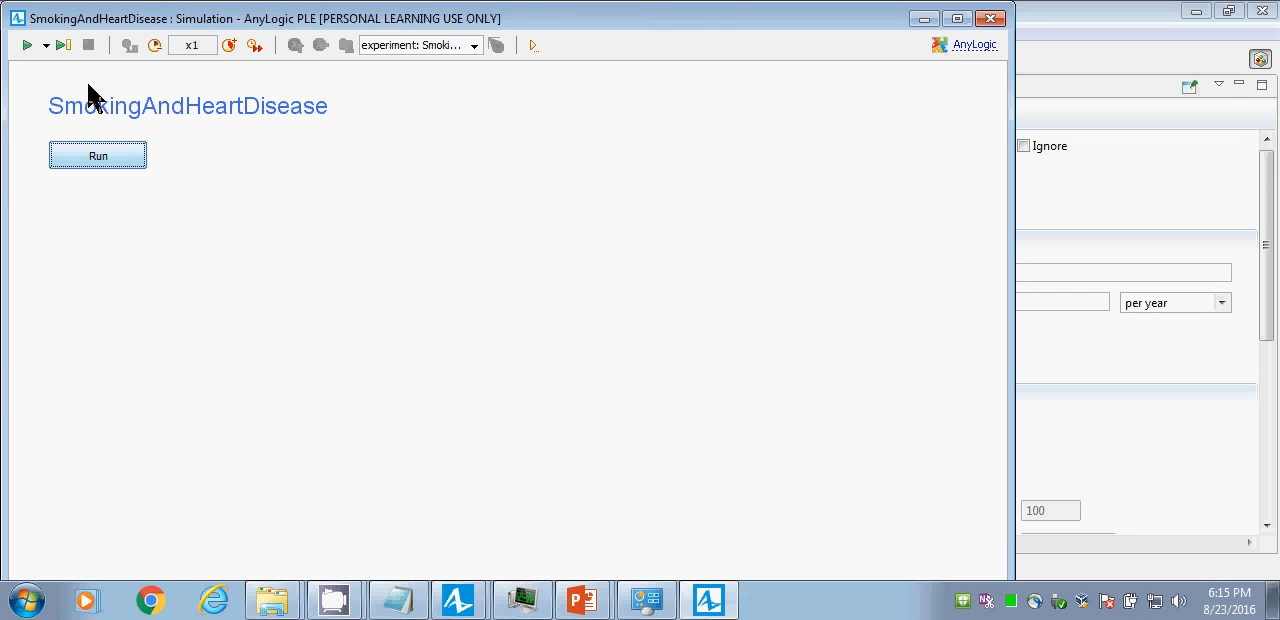 SmokingAndHeartDisease : Simulation - AnyLogic PLE [PERSONAL LEARNING USE ONLY]
x1
experiment: Smoki...
AnyLogic
SmokingAndHeartDisease
Run
Ignore
per year
100
6:15 PM
8/23/2016